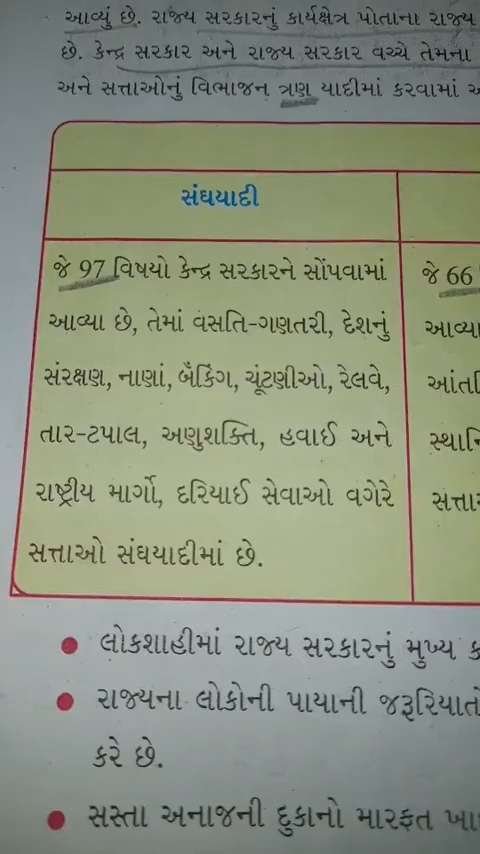 આવ્યું છે. રાજ્ય સરકારનું કાર્યક્ષેત્ર પોતાના રાજ્ય
છે. કેન્દ્ર સરકાર અને રાજ્ય સરકાર વચ્ચે તેમના
અને સત્તાઓનું વિભાજન ત્રણ યાદીમાં કરવામાં
સંઘયાદી
જે 97 વિષયો કેન્દ્ર સરકારને સોંપવામાં
આવ્યા છે, તેમાં વસતિ-ગણતરી, દેશનું
સંરક્ષણ, નાણાં, બૅંકિંગ, ચૂંટણીઓ, રેલવે,
તાર-ટપાલ, અણુશક્તિ, હવાઈ અને
રાષ્ટ્રીય માર્ગો, દરિયાઈ સેવાઓ વગેરે
સત્તાઓ સંઘયાદીમાં છે.
જે 66
આવ્યા
• લોકશાહીમાં રાજ્ય સરકારનું મુખ્ય
• રાજ્યના લોકોની પાયાની જરૂરિયાતો
કરે છે.
• સસ્તા અનાજની દુકાનો મારફત